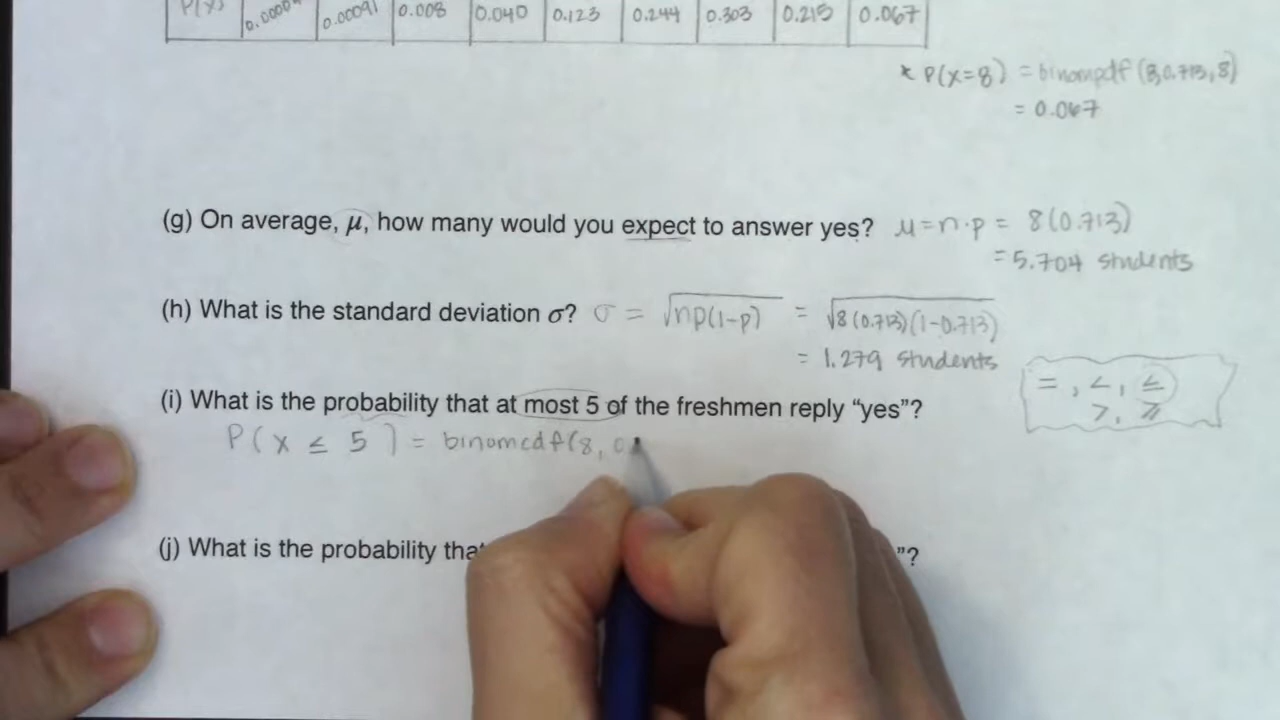 P(X) 0.00004 0.00091 0.008 0.040 0.123 0.244 0.303 0.215 0.067
* P(X=8) = binompdf(8,0.713,8)
= 0.067
(g) On average, μ, how many would you expect to answer yes? μ = n·p = 8(0.713)
= 5.704 students
(h) What is the standard deviation σ? σ = √np(1-p) = √8(0.713)(1-0.713)
= 1.279 students
=, <, ≤
>, ≥
(i) What is the probability that at most 5 of the freshmen reply “yes”?
P(X ≤ 5) = binomcdf(8, 0.
(j) What is the probability tha ”?